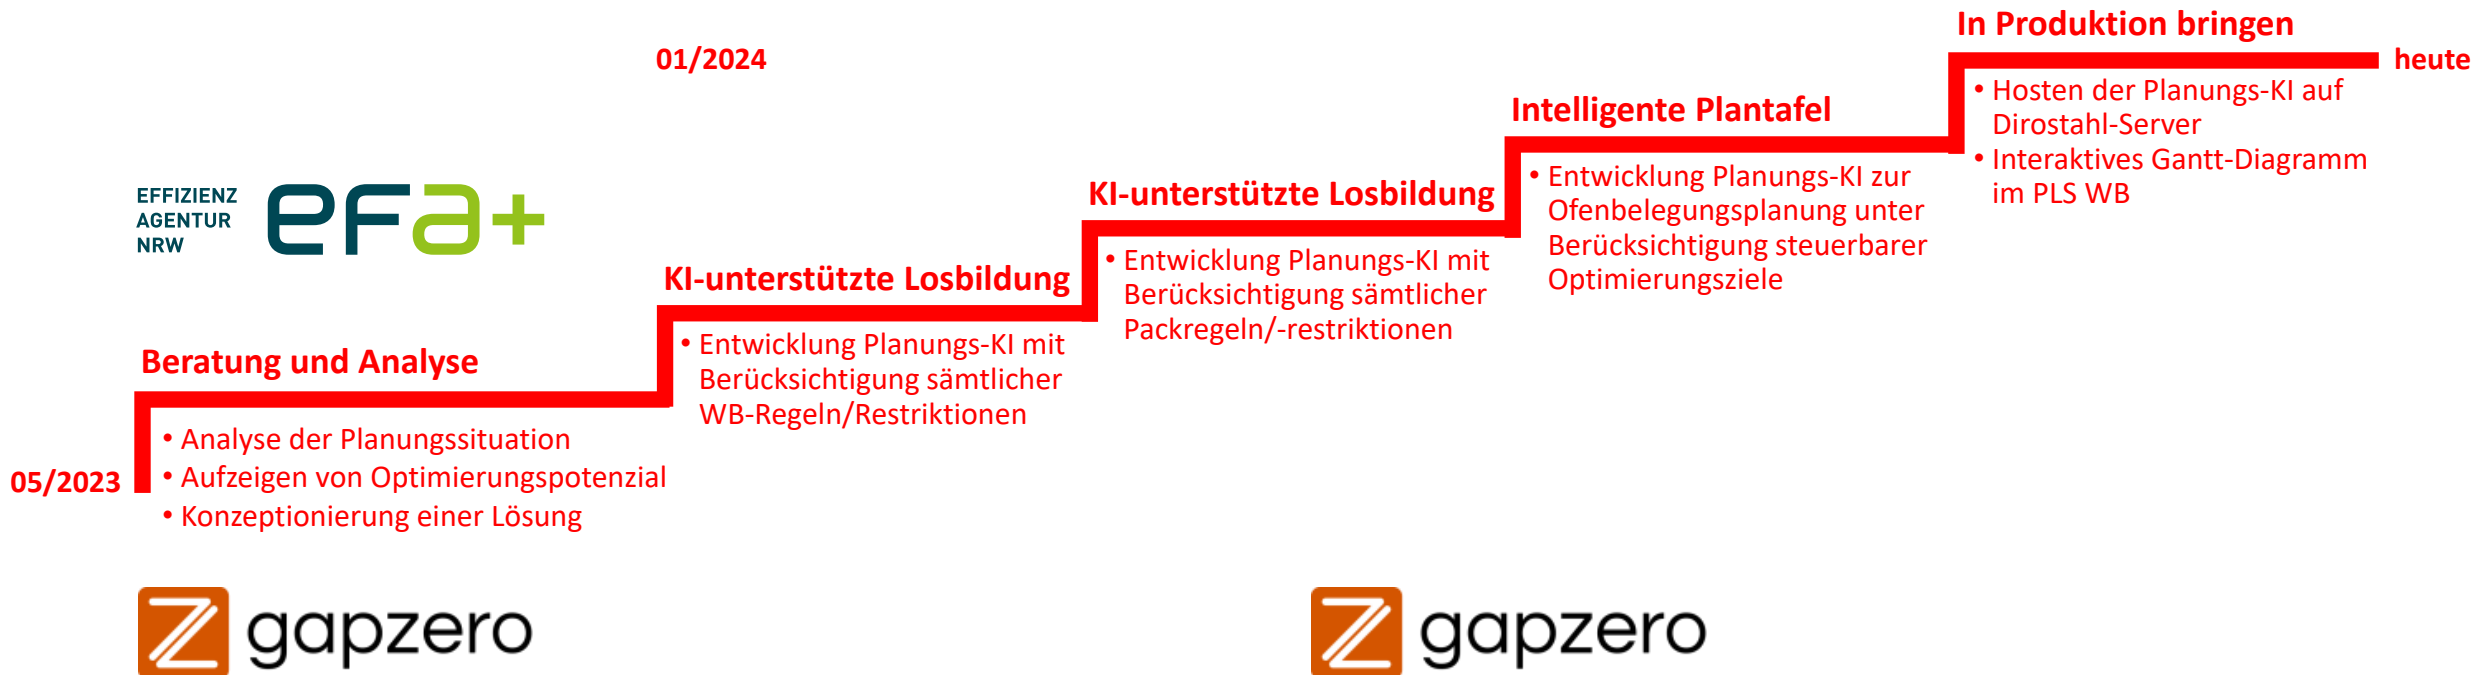 05/2023
Beratung und Analyse
• Analyse der Planungssituation
• Aufzeigen von Optimierungspotenzial
• Konzeptionierung einer Lösung
EFFIZIENZ
AGENTUR
NRW
efa+
01/2024
KI-unterstützte Losbildung
• Entwicklung Planungs-KI mit
Berücksichtigung sämtlicher
WB-Regeln/Restriktionen
KI-unterstützte Losbildung
• Entwicklung Planungs-KI mit
Berücksichtigung sämtlicher
Packregeln/-restriktionen
Intelligente Plantafel
• Entwicklung Planungs-KI zur
Ofenbelegungsplanung unter
Berücksichtigung steuerbarer
Optimierungsziele
In Produktion bringen
heute
• Hosten der Planungs-KI auf
Dirostahl-Server
• Interaktives Gantt-Diagramm
im PLS WB
gapzero
gapzero